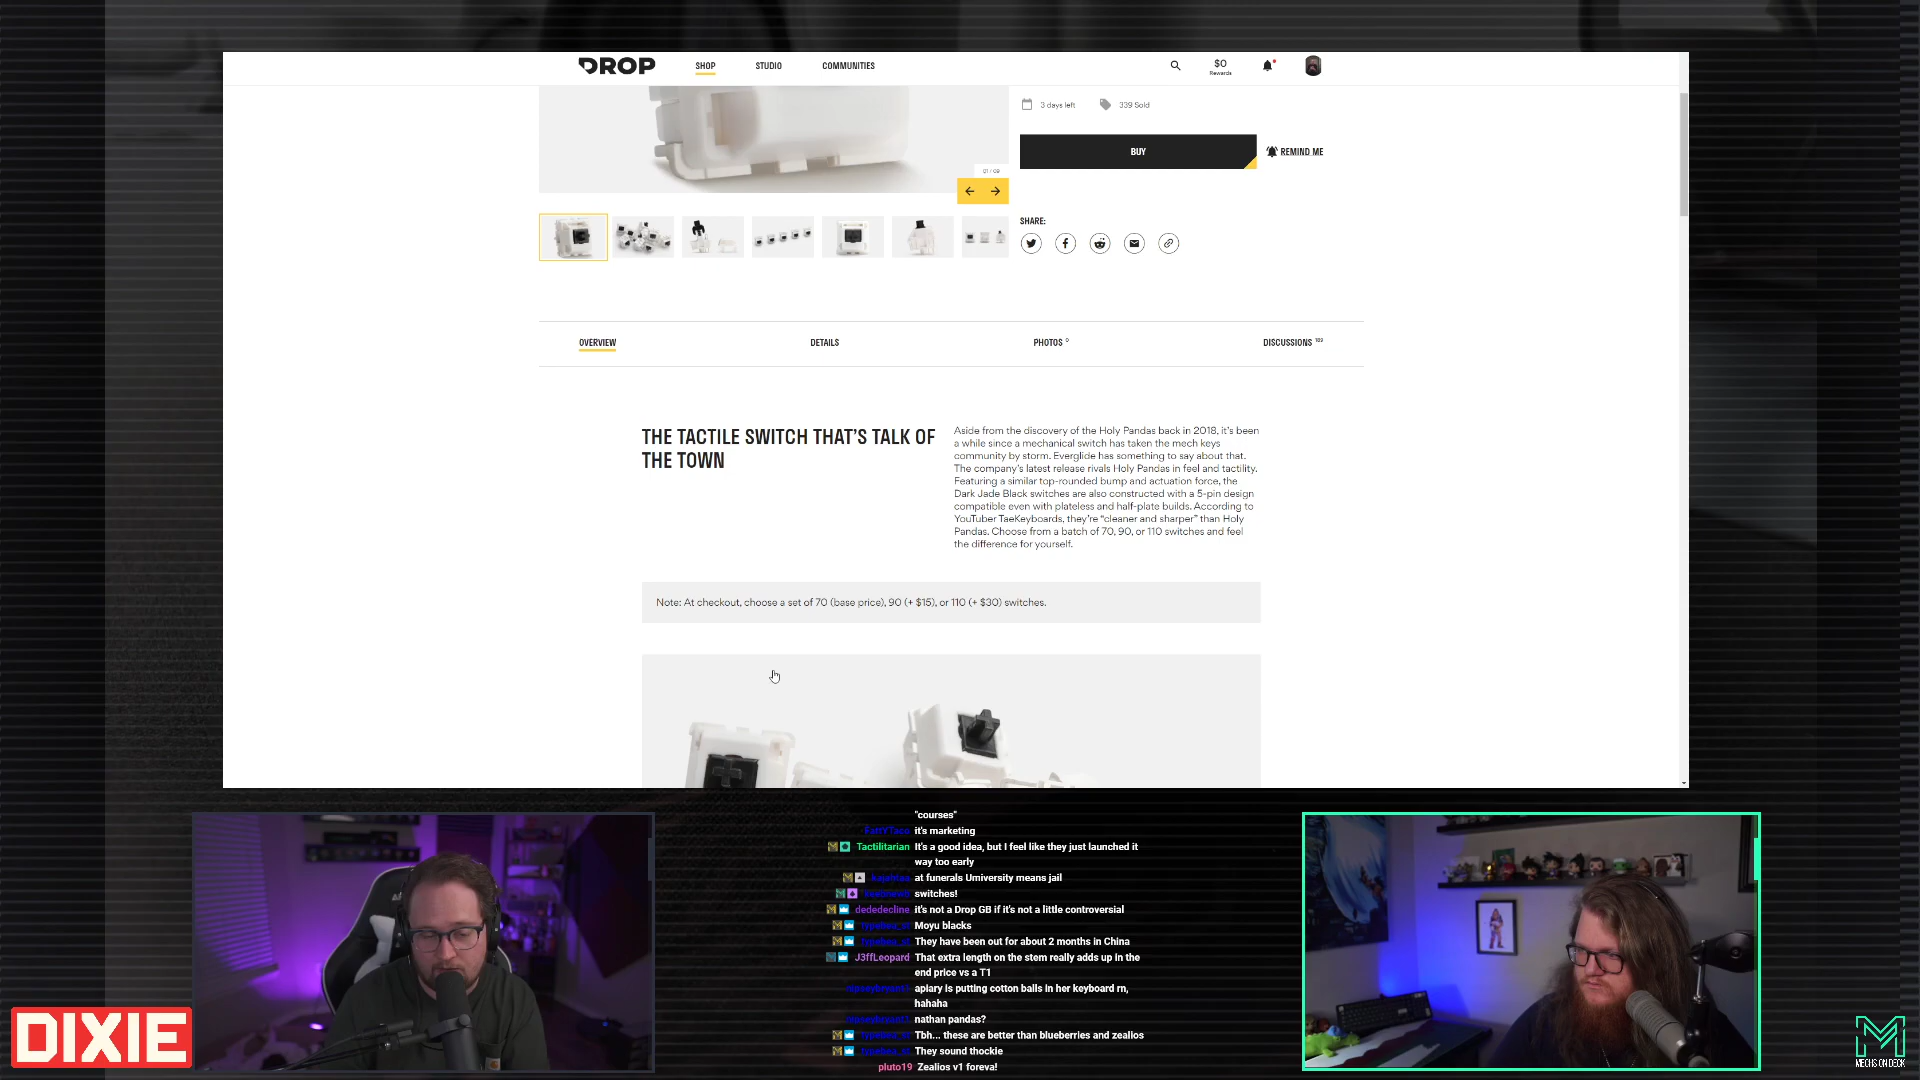 DROP
SHOP
STUDIO
COMMUNITIES
$0
Rewards
3 days left
339 Sold
BUY
REMIND ME
01 / 09
SHARE:
OVERVIEW
DETAILS
PHOTOS 0
DISCUSSIONS
THE TACTILE SWITCH THAT'S TALK OF
THE TOWN
Aside from the discovery of the Holy Pandas back in 2018, it's been
a while since a mechanical switch has taken the mech keys
community by storm. Everglide has something to say about that.
The company's latest release rivals Holy Pandas in feel and tactility.
Featuring a similar top-rounded bump and actuation force, the
Dark Jade Black switches are also constructed with a 5-pin design
compatible even with plateless and half-plate builds. According to
YouTuber TaeKeyboards, they're "cleaner and sharper" than Holy
Pandas. Choose from a batch of 70, 90, or 110 switches and feel
the difference for yourself.
Note: At checkout, choose a set of 70 (base price), 90 (+ $15), or 110 (+ $30) switches.
"courses"
it's marketing
Tactilitarian It's a good idea, but I feel like they just launched it
way too early
at funerals Umiversity means jail
switches!
dededecline it's not a Drop GB if it's not a little controversial
Moyu blacks
They have been out for about 2 months in China
J3ffLeopard That extra length on the stem really adds up in the
end price vs a T1
apiary is putting cotton balls in her keyboard rn,
hahaha
nathan pandas?
Tbh... these are better than blueberries and zealios
They sound thockie
pluto19 Zealios v1 foreva!
DIXIE
MECHS ON DECK